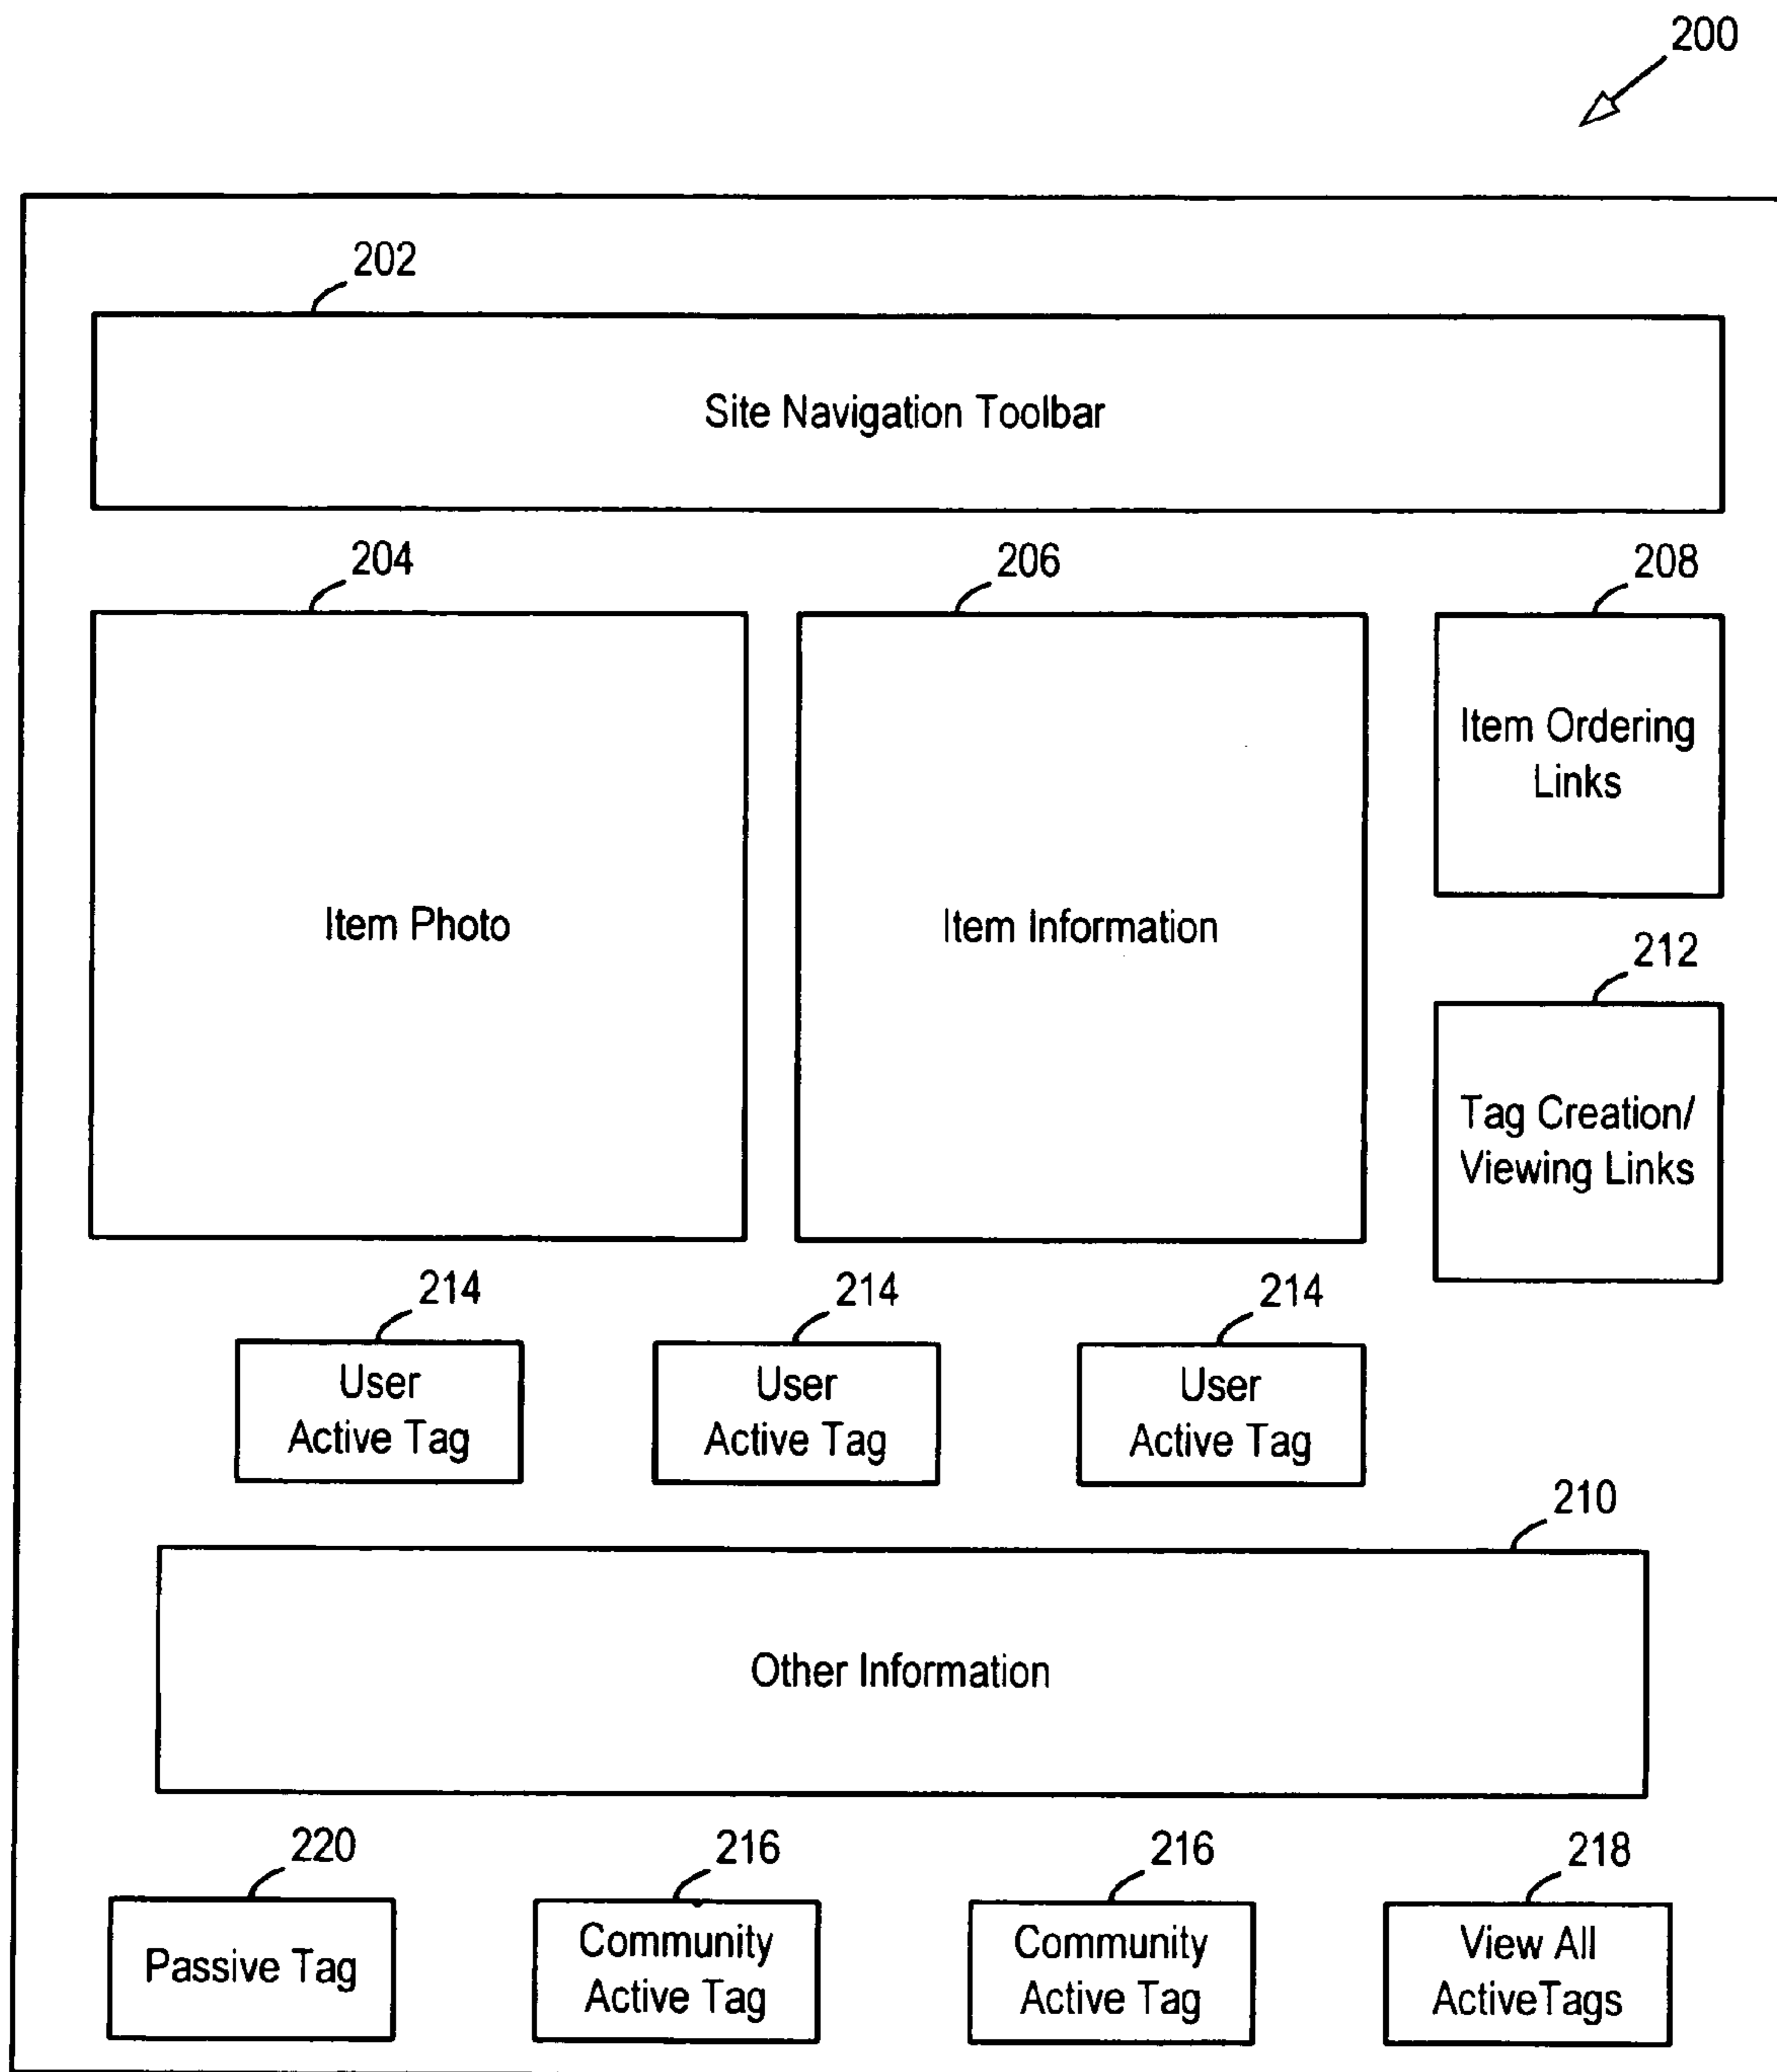 200
202
Site Navigation Toolbar
204
206
208
Item Photo
Item Information
Item Ordering
Links
212
Tag Creation/
Viewing Links
214
214
214
User
Active Tag
User
Active Tag
User
Active Tag
210
Other Information
220
216
216
218
Passive Tag
Community
Active Tag
Community
Active Tag
View All
ActiveTags